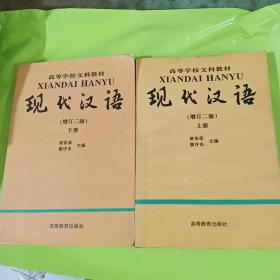 高等学校文科教材
XIANDAI HANYU
现代汉语
(增订二版)
下册
黄伯荣
廖序东
主编
高等教育出版社
高等学校文科教材
XIANDAI HANYU
现代汉语
(增订二版)
上册
黄伯荣
廖序东
主编
高等教育出版社